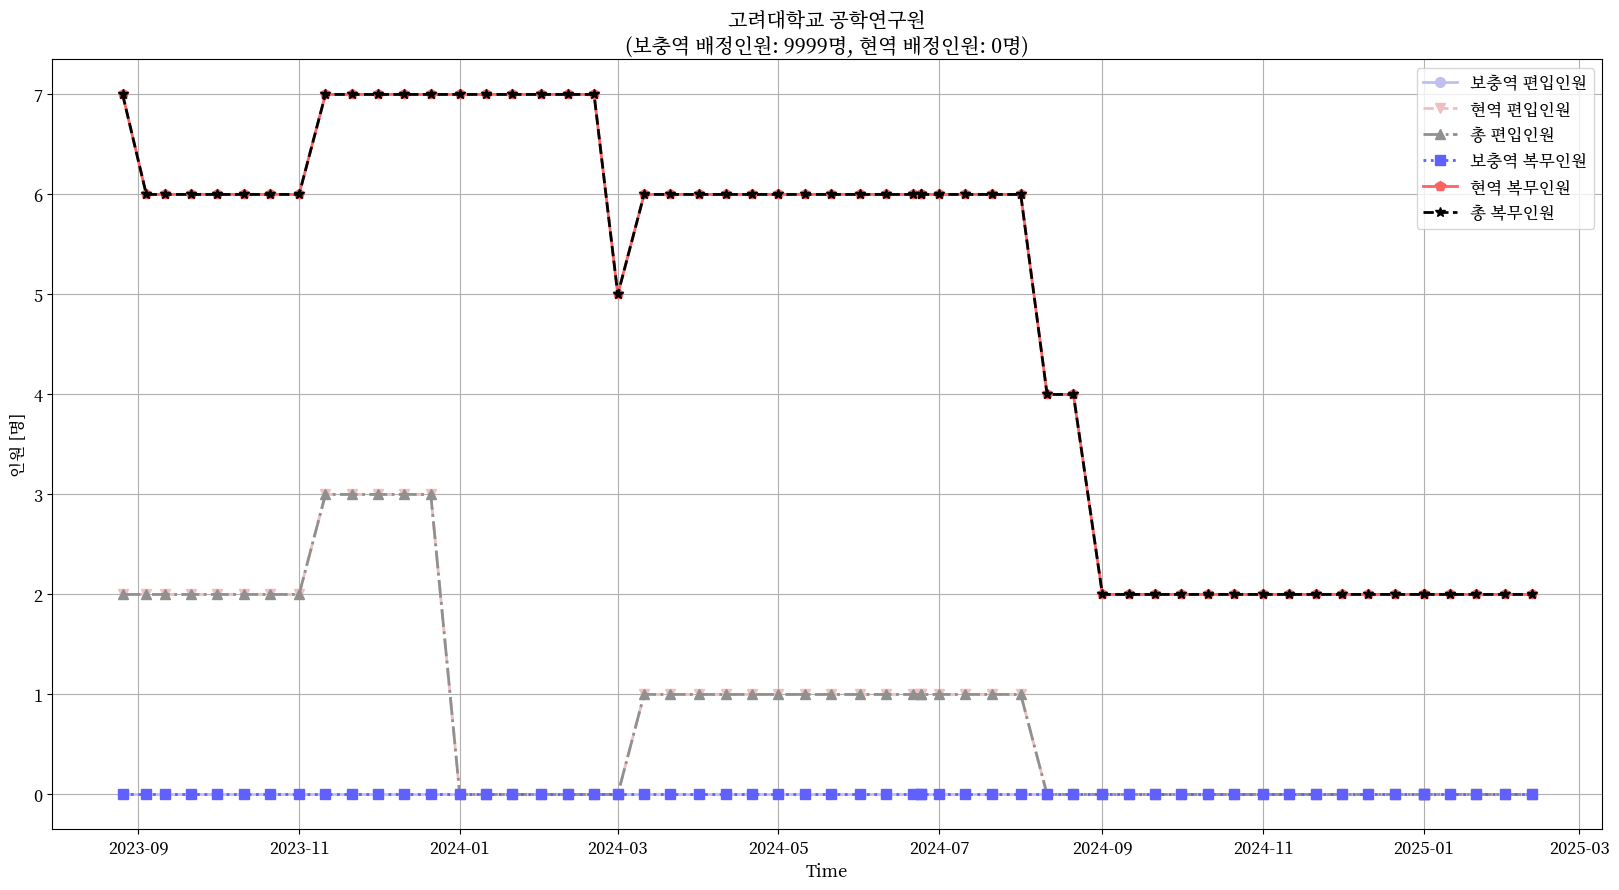 고려대학교 공학연구원
(보충역 배정인원: 9999명, 현역 배정인원: 0명)
보충역 편입인원
현역 편입인원
총 편입인원
보충역 복무인원
현역 복무인원
총 복무인원
인원 [명]
7
6
5
4
3
2
1
0
2023-09
2023-11
2024-01
2024-03
2024-05
2024-07
2024-09
2024-11
2025-01
2025-03
Time